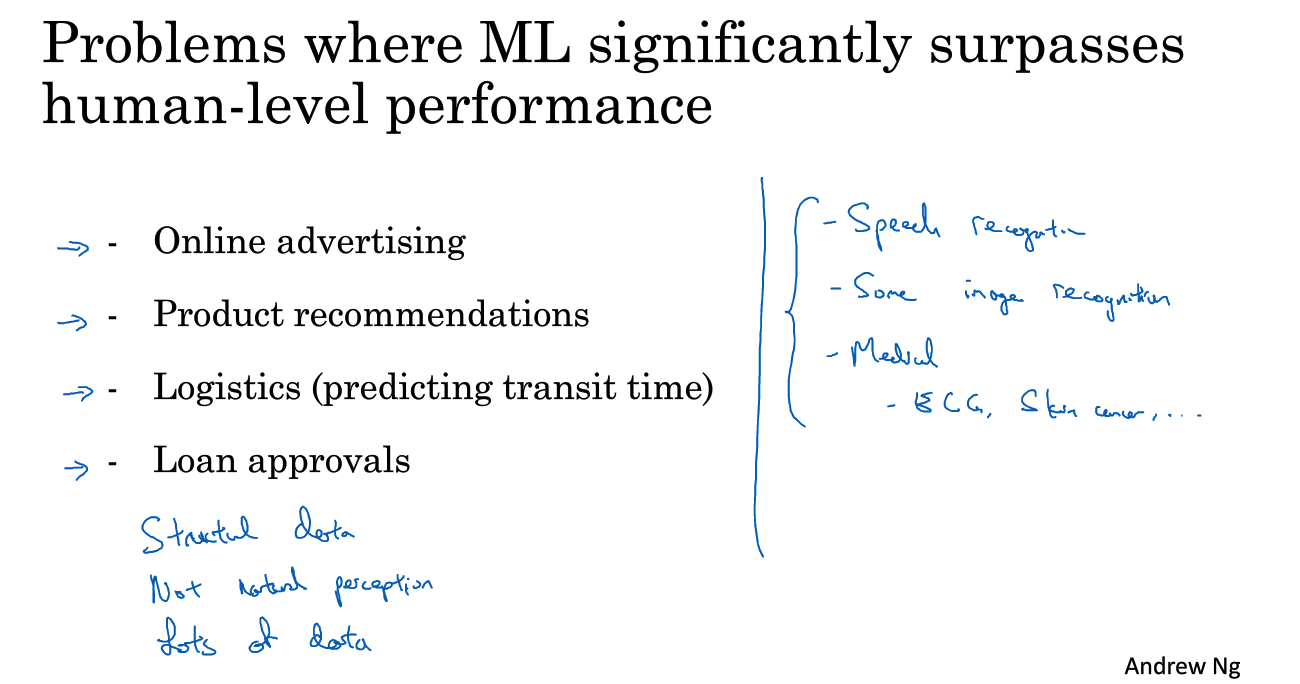 Problems where ML significantly surpasses
human-level performance
→ - Online advertising
→ - Product recommendations
→ - Logistics (predicting transit time)
→ - Loan approvals
Structural data
Not natural perception
Lots of data
- Speech recognition
- Some image recognition
- Medical
- ECG, Skin cancer, ...
Andrew Ng